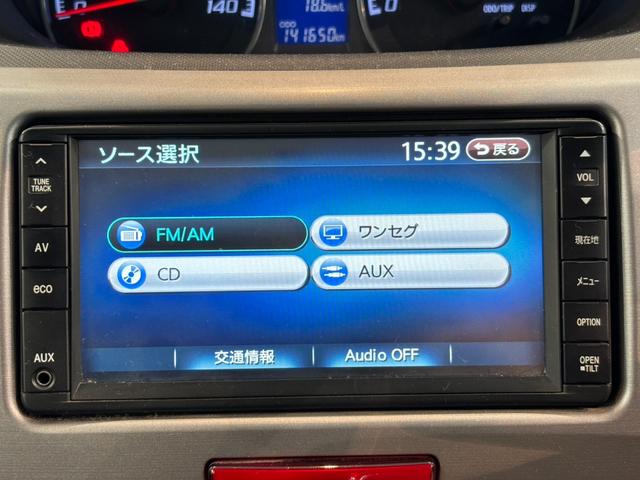 140
18.6km/L
ODO
141650km
E
ODO/TRIP
DISP
ソース選択
15:39
戻る
FM/AM
ワンセグ
CD
AUX
交通情報
Audio OFF
TUNE
TRACK
AV
eco
AUX
VOL
現在地
メニュー
OPTION
OPEN
TILT